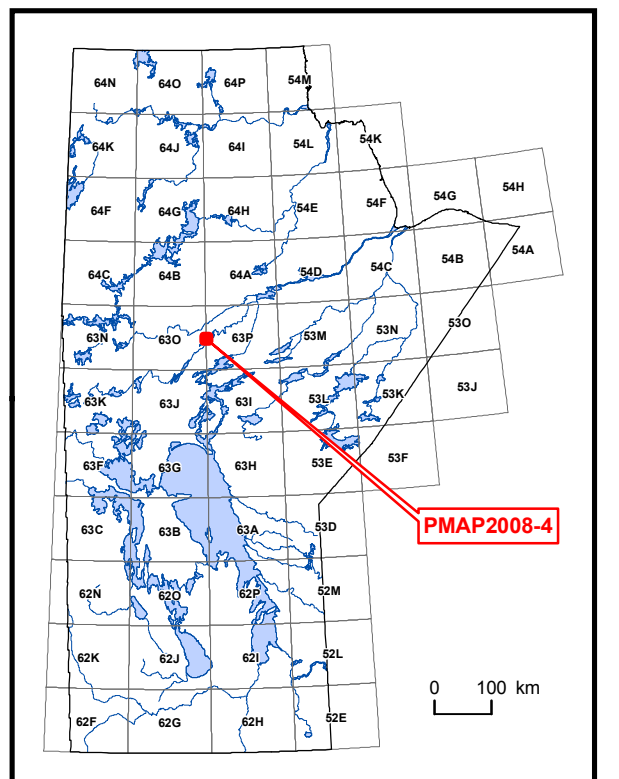 64N 64O 64P 54M
64K 64J 64I 54L 54K
64F 64G 64H 54E 54F 54G 54H
64C 64B 64A 54D 54C 54B 54A
63N 63O 63P 53M 53N 53O
63K 63J 63I 53L 53K 53J
63F 63G 63H 53E 53F
63C 63B 63A 53D
PMAP2008-4
62N 62O 62P 52M
62K 62J 62I 52L
0 100 km
62F 62G 62H 52E